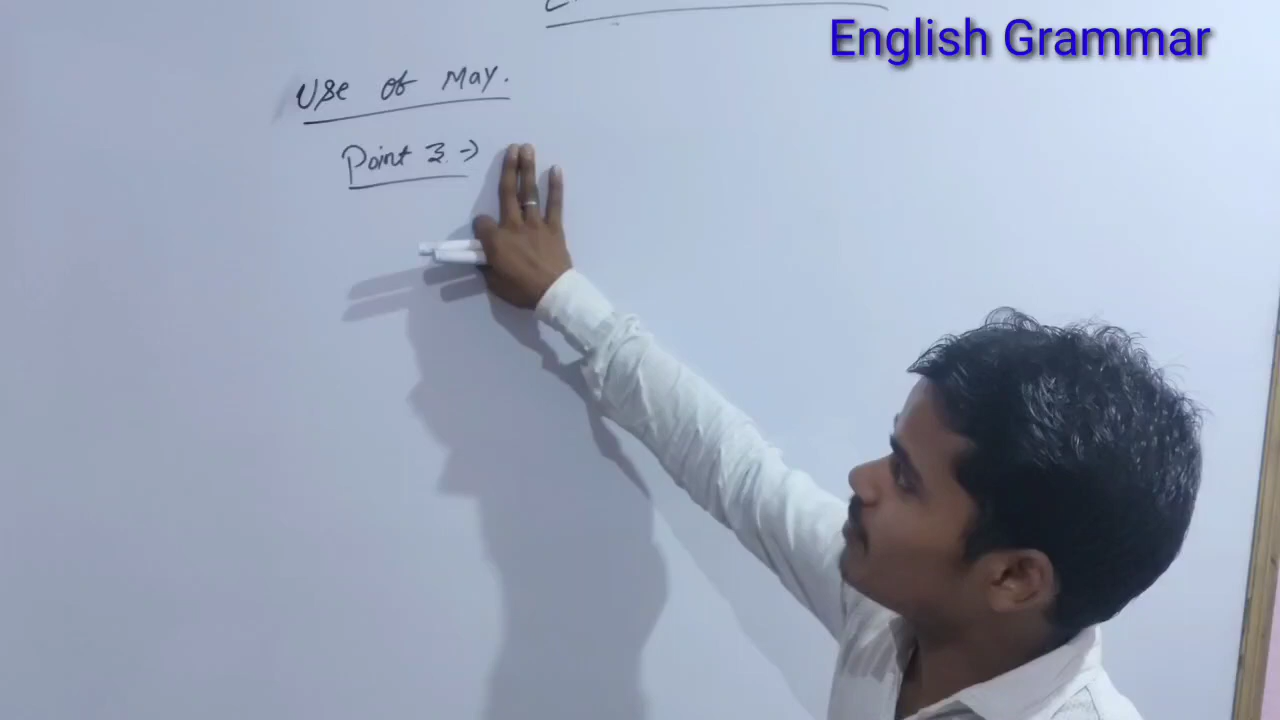 English Grammar
Use of May.
Point 3. →